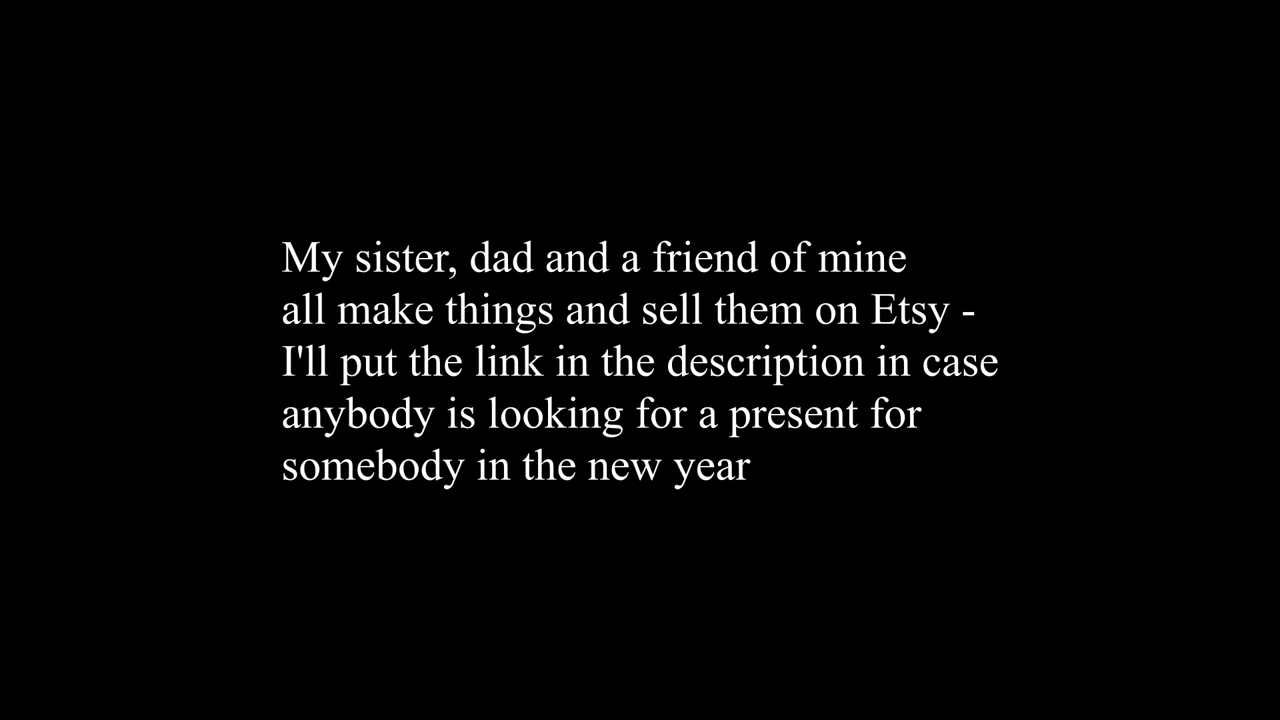 My sister, dad and a friend of mine
all make things and sell them on Etsy -
I'll put the link in the description in case
anybody is looking for a present for
somebody in the new year